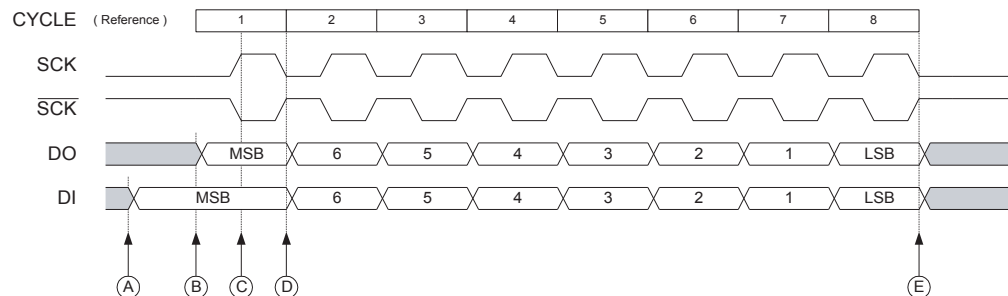 CYCLE ( Reference ) 1 2 3 4 5 6 7 8
SCK
SCK
DO MSB 6 5 4 3 2 1 LSB
DI MSB 6 5 4 3 2 1 LSB
A B C D E